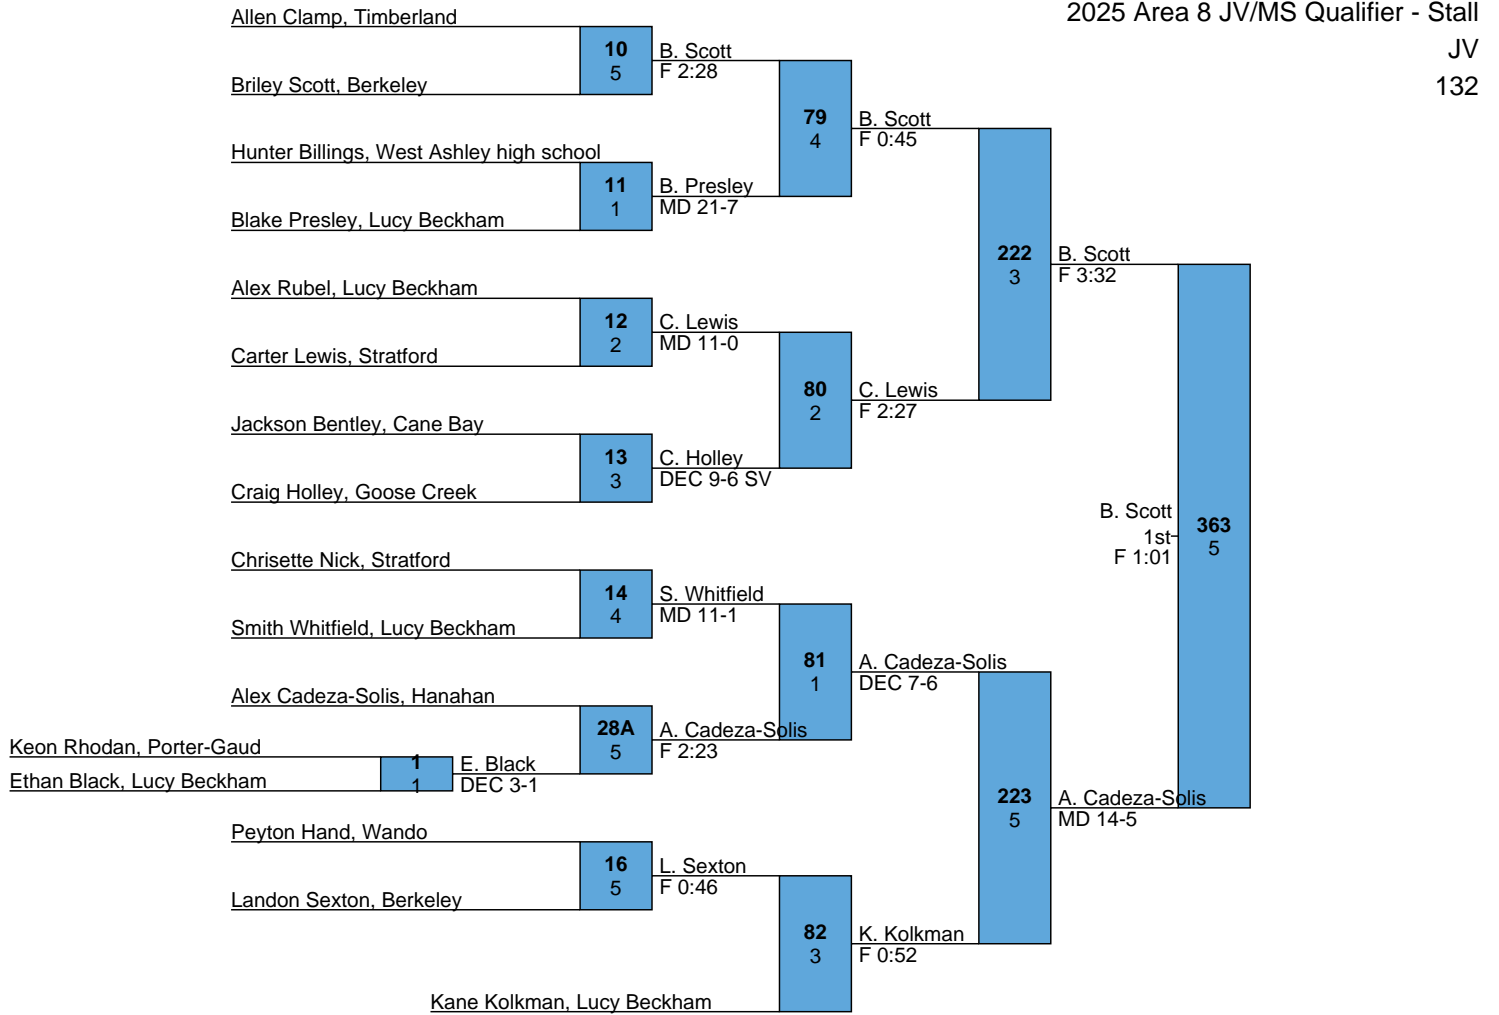 2025 Area 8 JV/MS Qualifier - Stall
JV
132
Allen Clamp, Timberland
10
5
B. Scott
F 2:28
Briley Scott, Berkeley
79
4
B. Scott
F 0:45
Hunter Billings, West Ashley high school
11
1
B. Presley
MD 21-7
Blake Presley, Lucy Beckham
222
3
B. Scott
F 3:32
Alex Rubel, Lucy Beckham
12
2
C. Lewis
MD 11-0
Carter Lewis, Stratford
80
2
C. Lewis
F 2:27
Jackson Bentley, Cane Bay
13
3
C. Holley
DEC 9-6 SV
Craig Holley, Goose Creek
B. Scott
1st
F 1:01
363
5
Chrisette Nick, Stratford
14
4
S. Whitfield
MD 11-1
Smith Whitfield, Lucy Beckham
81
1
A. Cadeza-Solis
DEC 7-6
Alex Cadeza-Solis, Hanahan
28A
5
A. Cadeza-Solis
F 2:23
Keon Rhodan, Porter-Gaud
1
1
E. Black
DEC 3-1
Ethan Black, Lucy Beckham
223
5
A. Cadeza-Solis
MD 14-5
Peyton Hand, Wando
16
5
L. Sexton
F 0:46
Landon Sexton, Berkeley
82
3
K. Kolkman
F 0:52
Kane Kolkman, Lucy Beckham